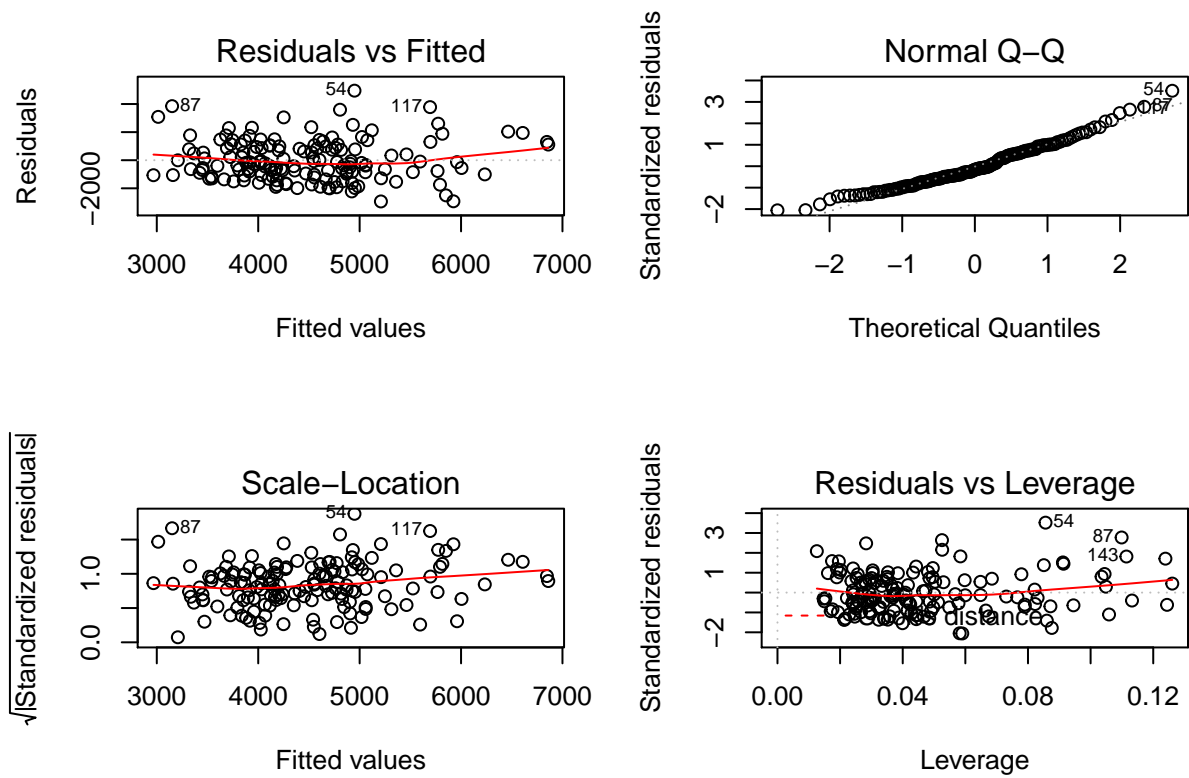 Residuals vs Fitted
Residuals
−2000
87
54
117
3000 4000 5000 6000 7000
Fitted values
Normal Q−Q
Standardized residuals
−2 1 3
54
87
−2 −1 0 1 2
Theoretical Quantiles
Scale−Location
√|Standardized residuals|
0.0 1.0
87
54
117
3000 4000 5000 6000 7000
Fitted values
Residuals vs Leverage
Standardized residuals
−2 1 3
54
87
143
distance
0.00 0.04 0.08 0.12
Leverage